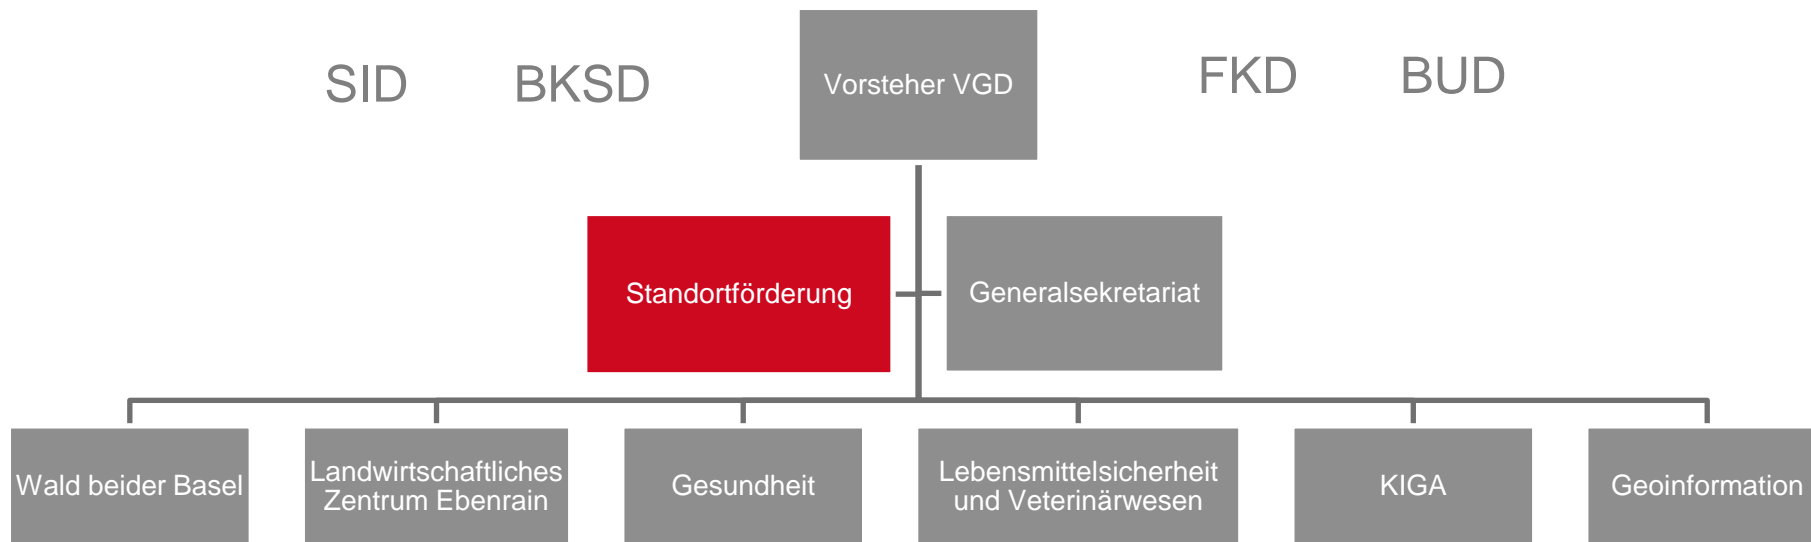 SID
BKSD
Vorsteher VGD
FKD
BUD
Standortförderung
Generalsekretariat
Wald beider Basel
Landwirtschaftliches
Zentrum Ebenrain
Gesundheit
Lebensmittelsicherheit
und Veterinärwesen
KIGA
Geoinformation